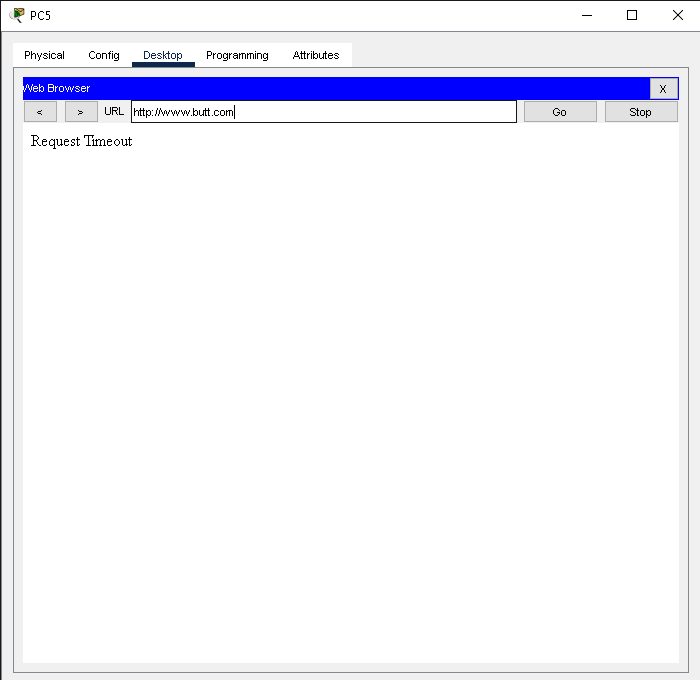 PC5
Physical Config Desktop Programming Attributes
Web Browser X
< > URL http://www.butt.com Go Stop
Request Timeout